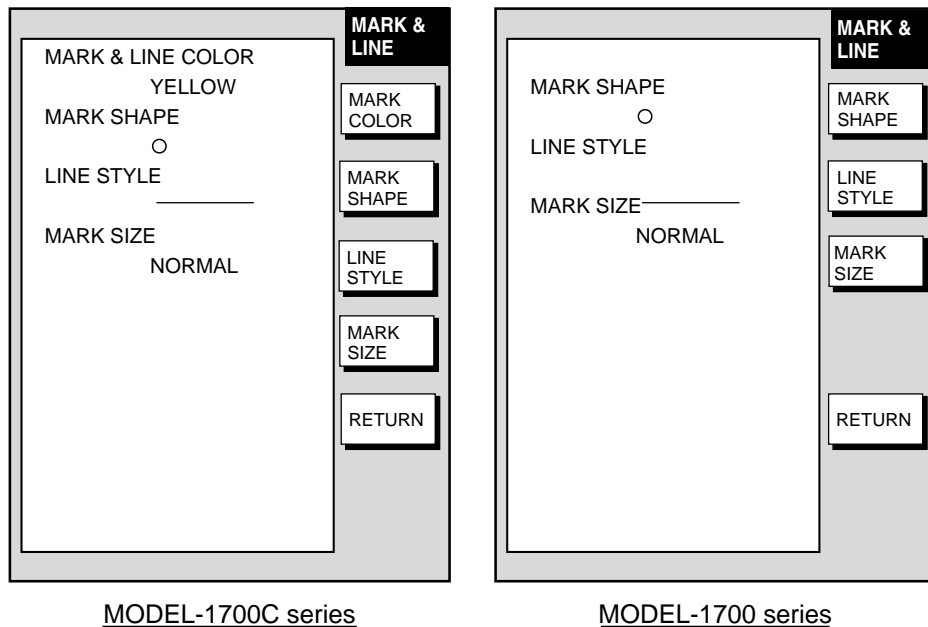 MARK & LINE COLOR
YELLOW
MARK SHAPE
LINE STYLE
MARK SIZE
NORMAL
MARK &
LINE
MARK
COLOR
MARK
SHAPE
LINE
STYLE
MARK
SIZE
RETURN
MODEL-1700C series
MARK SHAPE
LINE STYLE
MARK SIZE
NORMAL
MARK &
LINE
MARK
SHAPE
LINE
STYLE
MARK
SIZE
RETURN
MODEL-1700 series